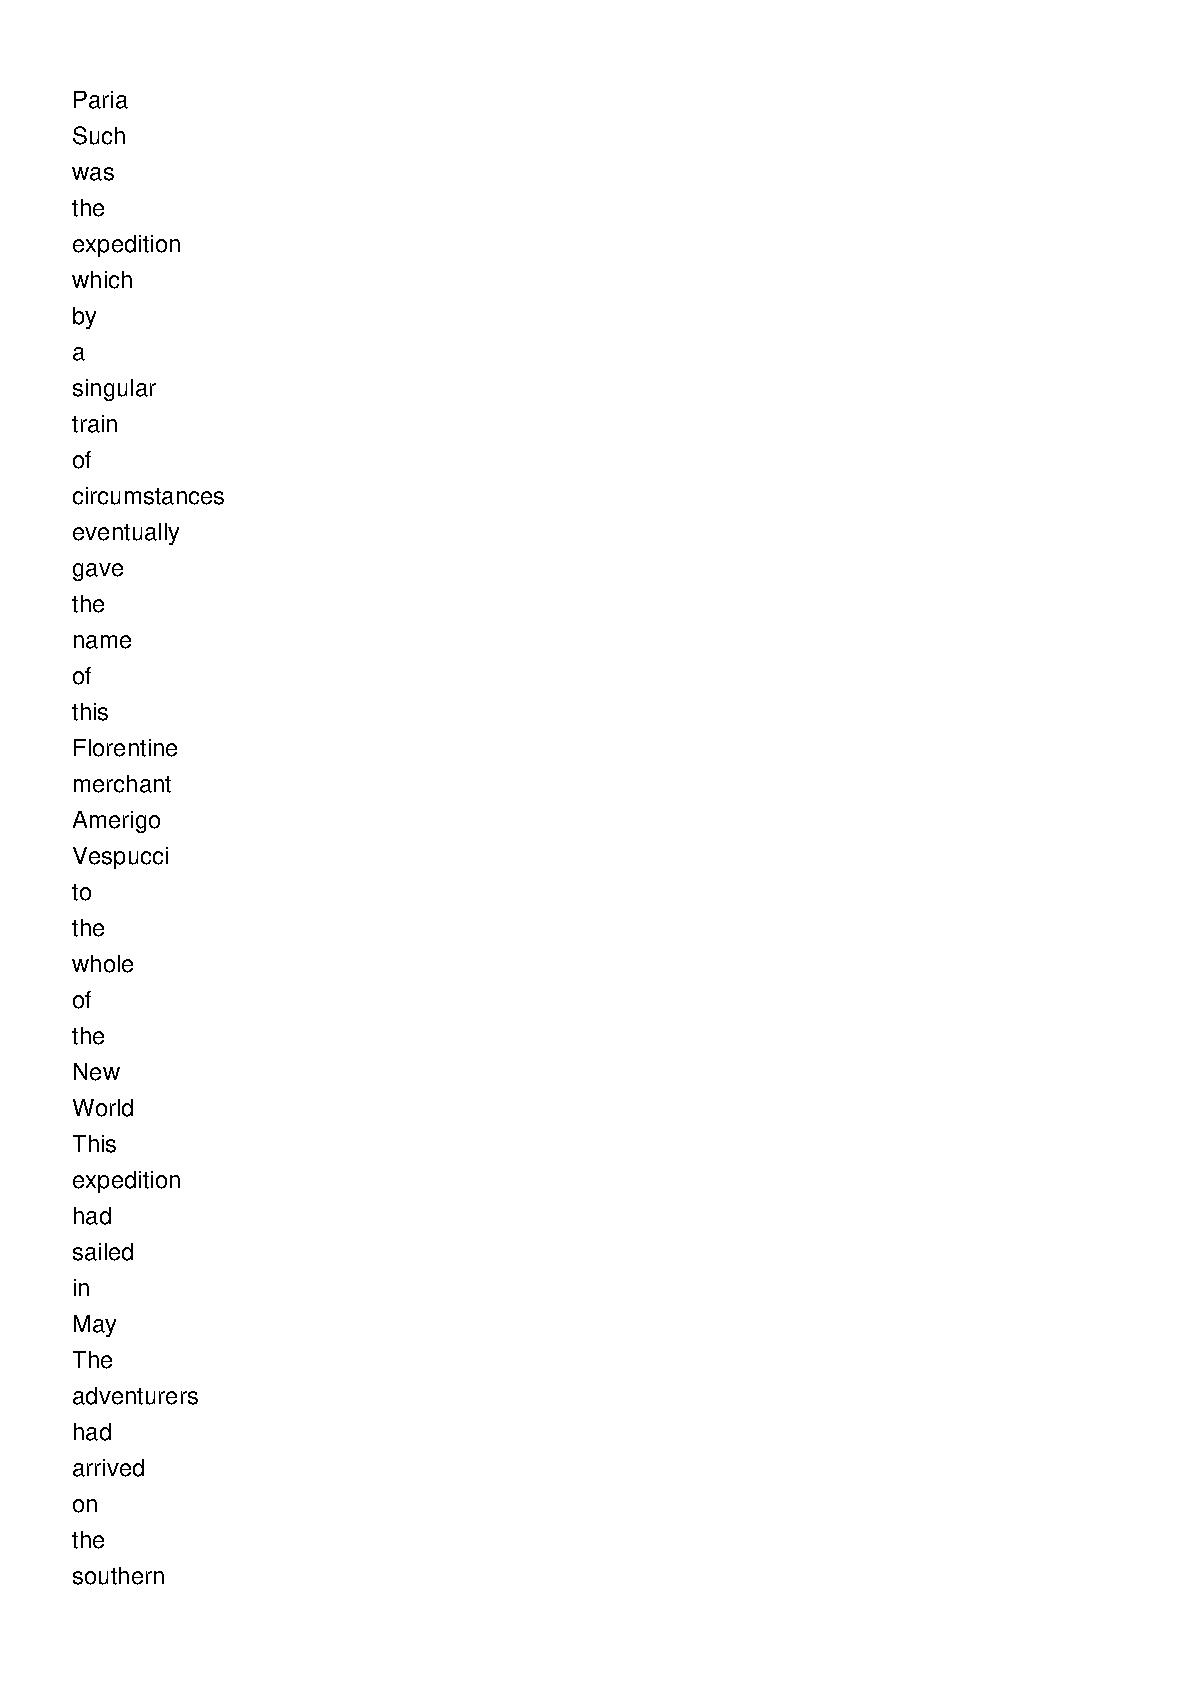 Paria
Such
was
the
expedition
which
by
a
singular
train
of
circumstances
eventually
gave
the
name
of
this
Florentine
merchant
Amerigo
Vespucci
to
the
whole
of
the
New
World
This
expedition
had
sailed
in
May
The
adventurers
had
arrived
on
the
southern